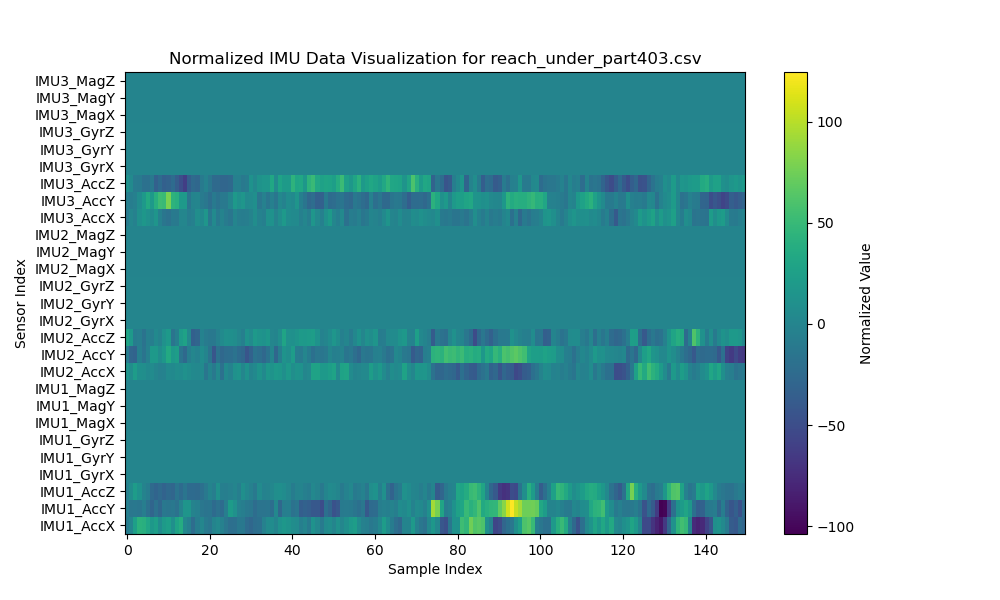 Normalized IMU Data Visualization for reach_under_part403.csv
IMU3_MagZ
IMU3_MagY
IMU3_MagX
IMU3_GyrZ
IMU3_GyrY
IMU3_GyrX
IMU3_AccZ
IMU3_AccY
IMU3_AccX
IMU2_MagZ
IMU2_MagY
IMU2_MagX
IMU2_GyrZ
IMU2_GyrY
IMU2_GyrX
IMU2_AccZ
IMU2_AccY
IMU2_AccX
IMU1_MagZ
IMU1_MagY
IMU1_MagX
IMU1_GyrZ
IMU1_GyrY
IMU1_GyrX
IMU1_AccZ
IMU1_AccY
IMU1_AccX
Sensor Index
0 20 40 60 80 100 120 140
Sample Index
100
50
0
−50
−100
Normalized Value